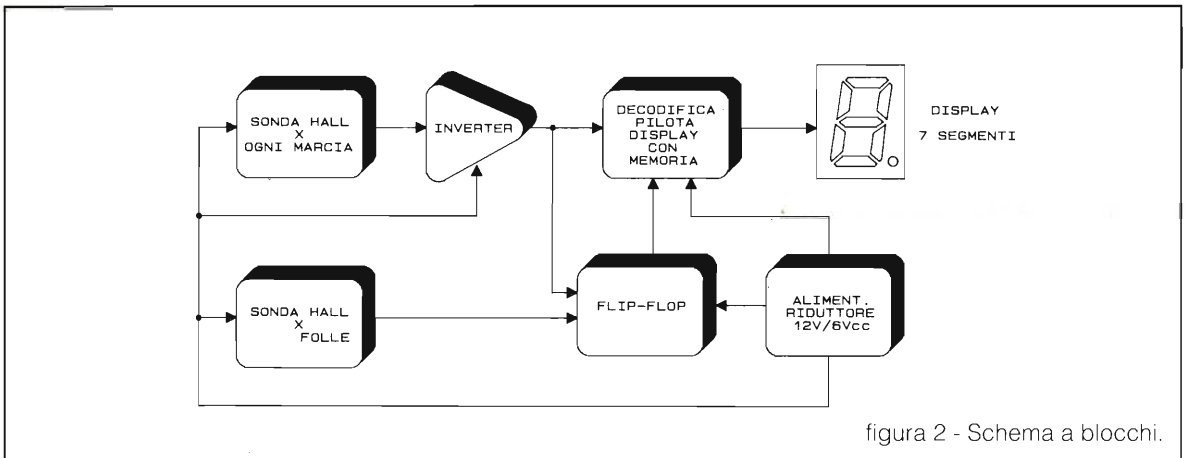 SONDA HALL
X
OGNI MARCIA
INVERTER
DECODIFICA
PILOTA
DISPLAY
CON
MEMORIA
DISPLAY
7 SEGMENTI
SONDA HALL
X
FOLLE
FLIP-FLOP
ALIMENT.
RIDUTTORE
12V/6Vcc
figura 2 - Schema a blocchi.